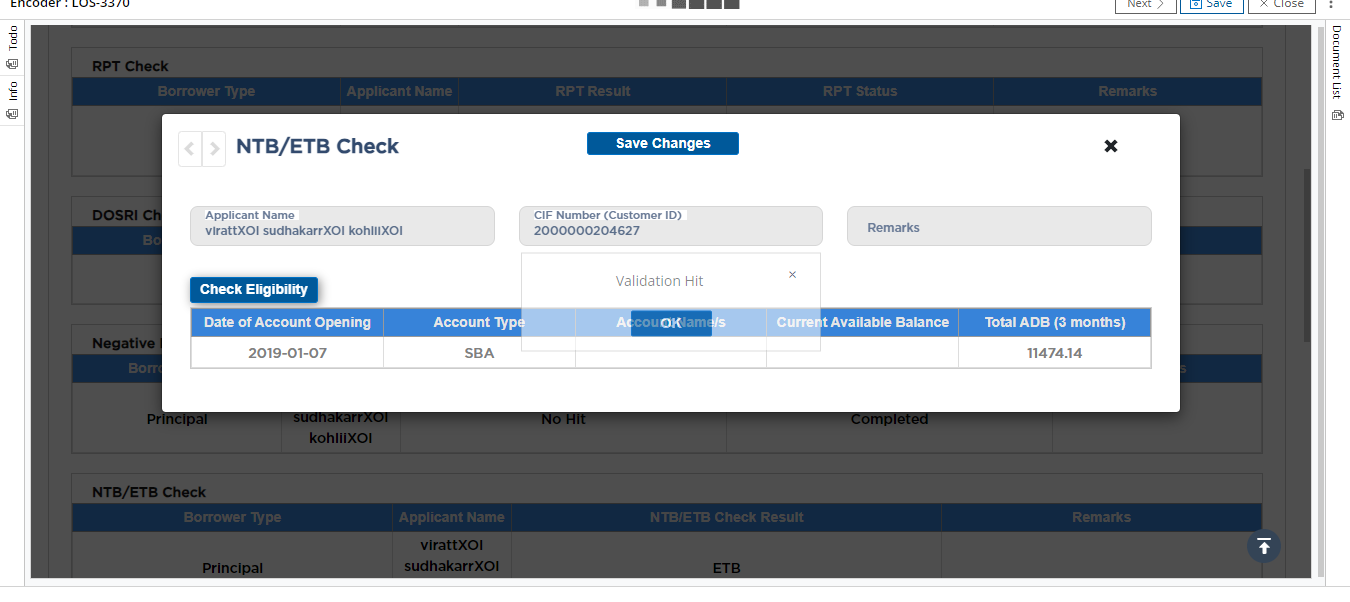 Encoder : LOS-3370
Next
Save
Close
Todo
Info
Document List
RPT Check
Borrower Type Applicant Name RPT Result RPT Status Remarks
NTB/ETB Check
Save Changes
DOSRI Ch
Bo
Applicant Name
virattXOI sudhakarrXOI kohliiXOI
CIF Number (Customer ID)
2000000204627
Remarks
Validation Hit
OK
Check Eligibility
Date of Account Opening Account Type Account Name/s Current Available Balance Total ADB (3 months)
2019-01-07 SBA 11474.14
Negative
Borr
s
Principal sudhakarrXOI No Hit Completed
kohliiXOI
NTB/ETB Check
Borrower Type Applicant Name NTB/ETB Check Result Remarks
virattXOI
Principal sudhakarrXOI ETB